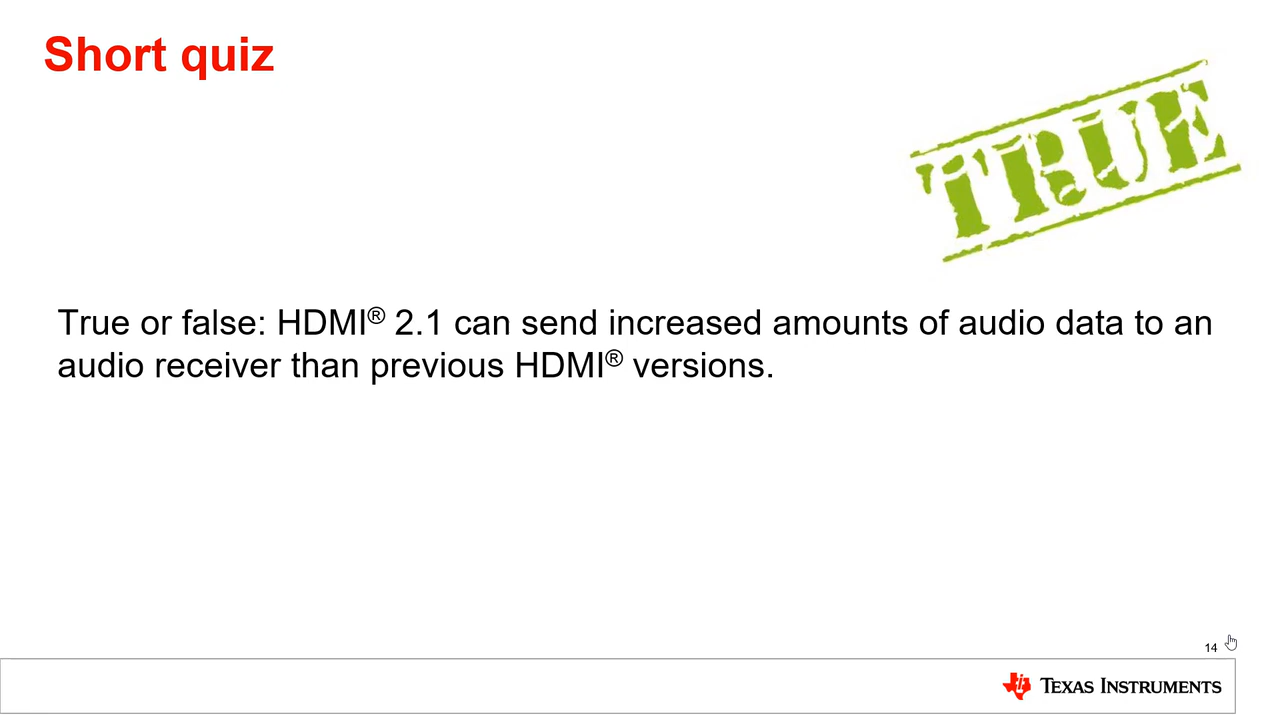 Short quiz
TRUE
True or false: HDMI® 2.1 can send increased amounts of audio data to an
audio receiver than previous HDMI® versions.
14
TEXAS INSTRUMENTS